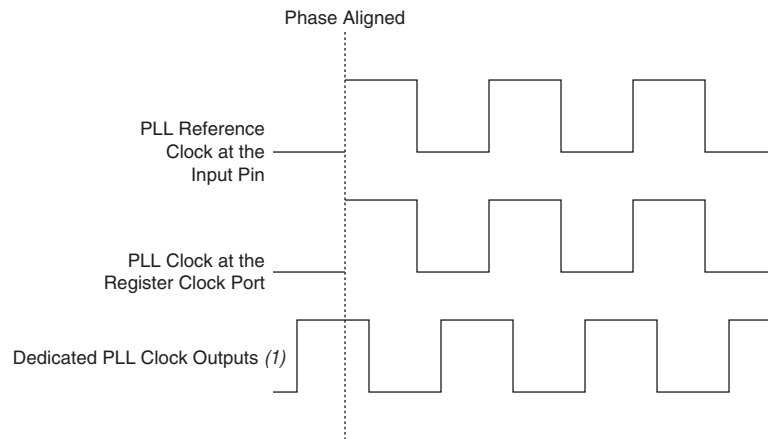 Phase Aligned
PLL Reference
Clock at the
Input Pin
PLL Clock at the
Register Clock Port
Dedicated PLL Clock Outputs (1)